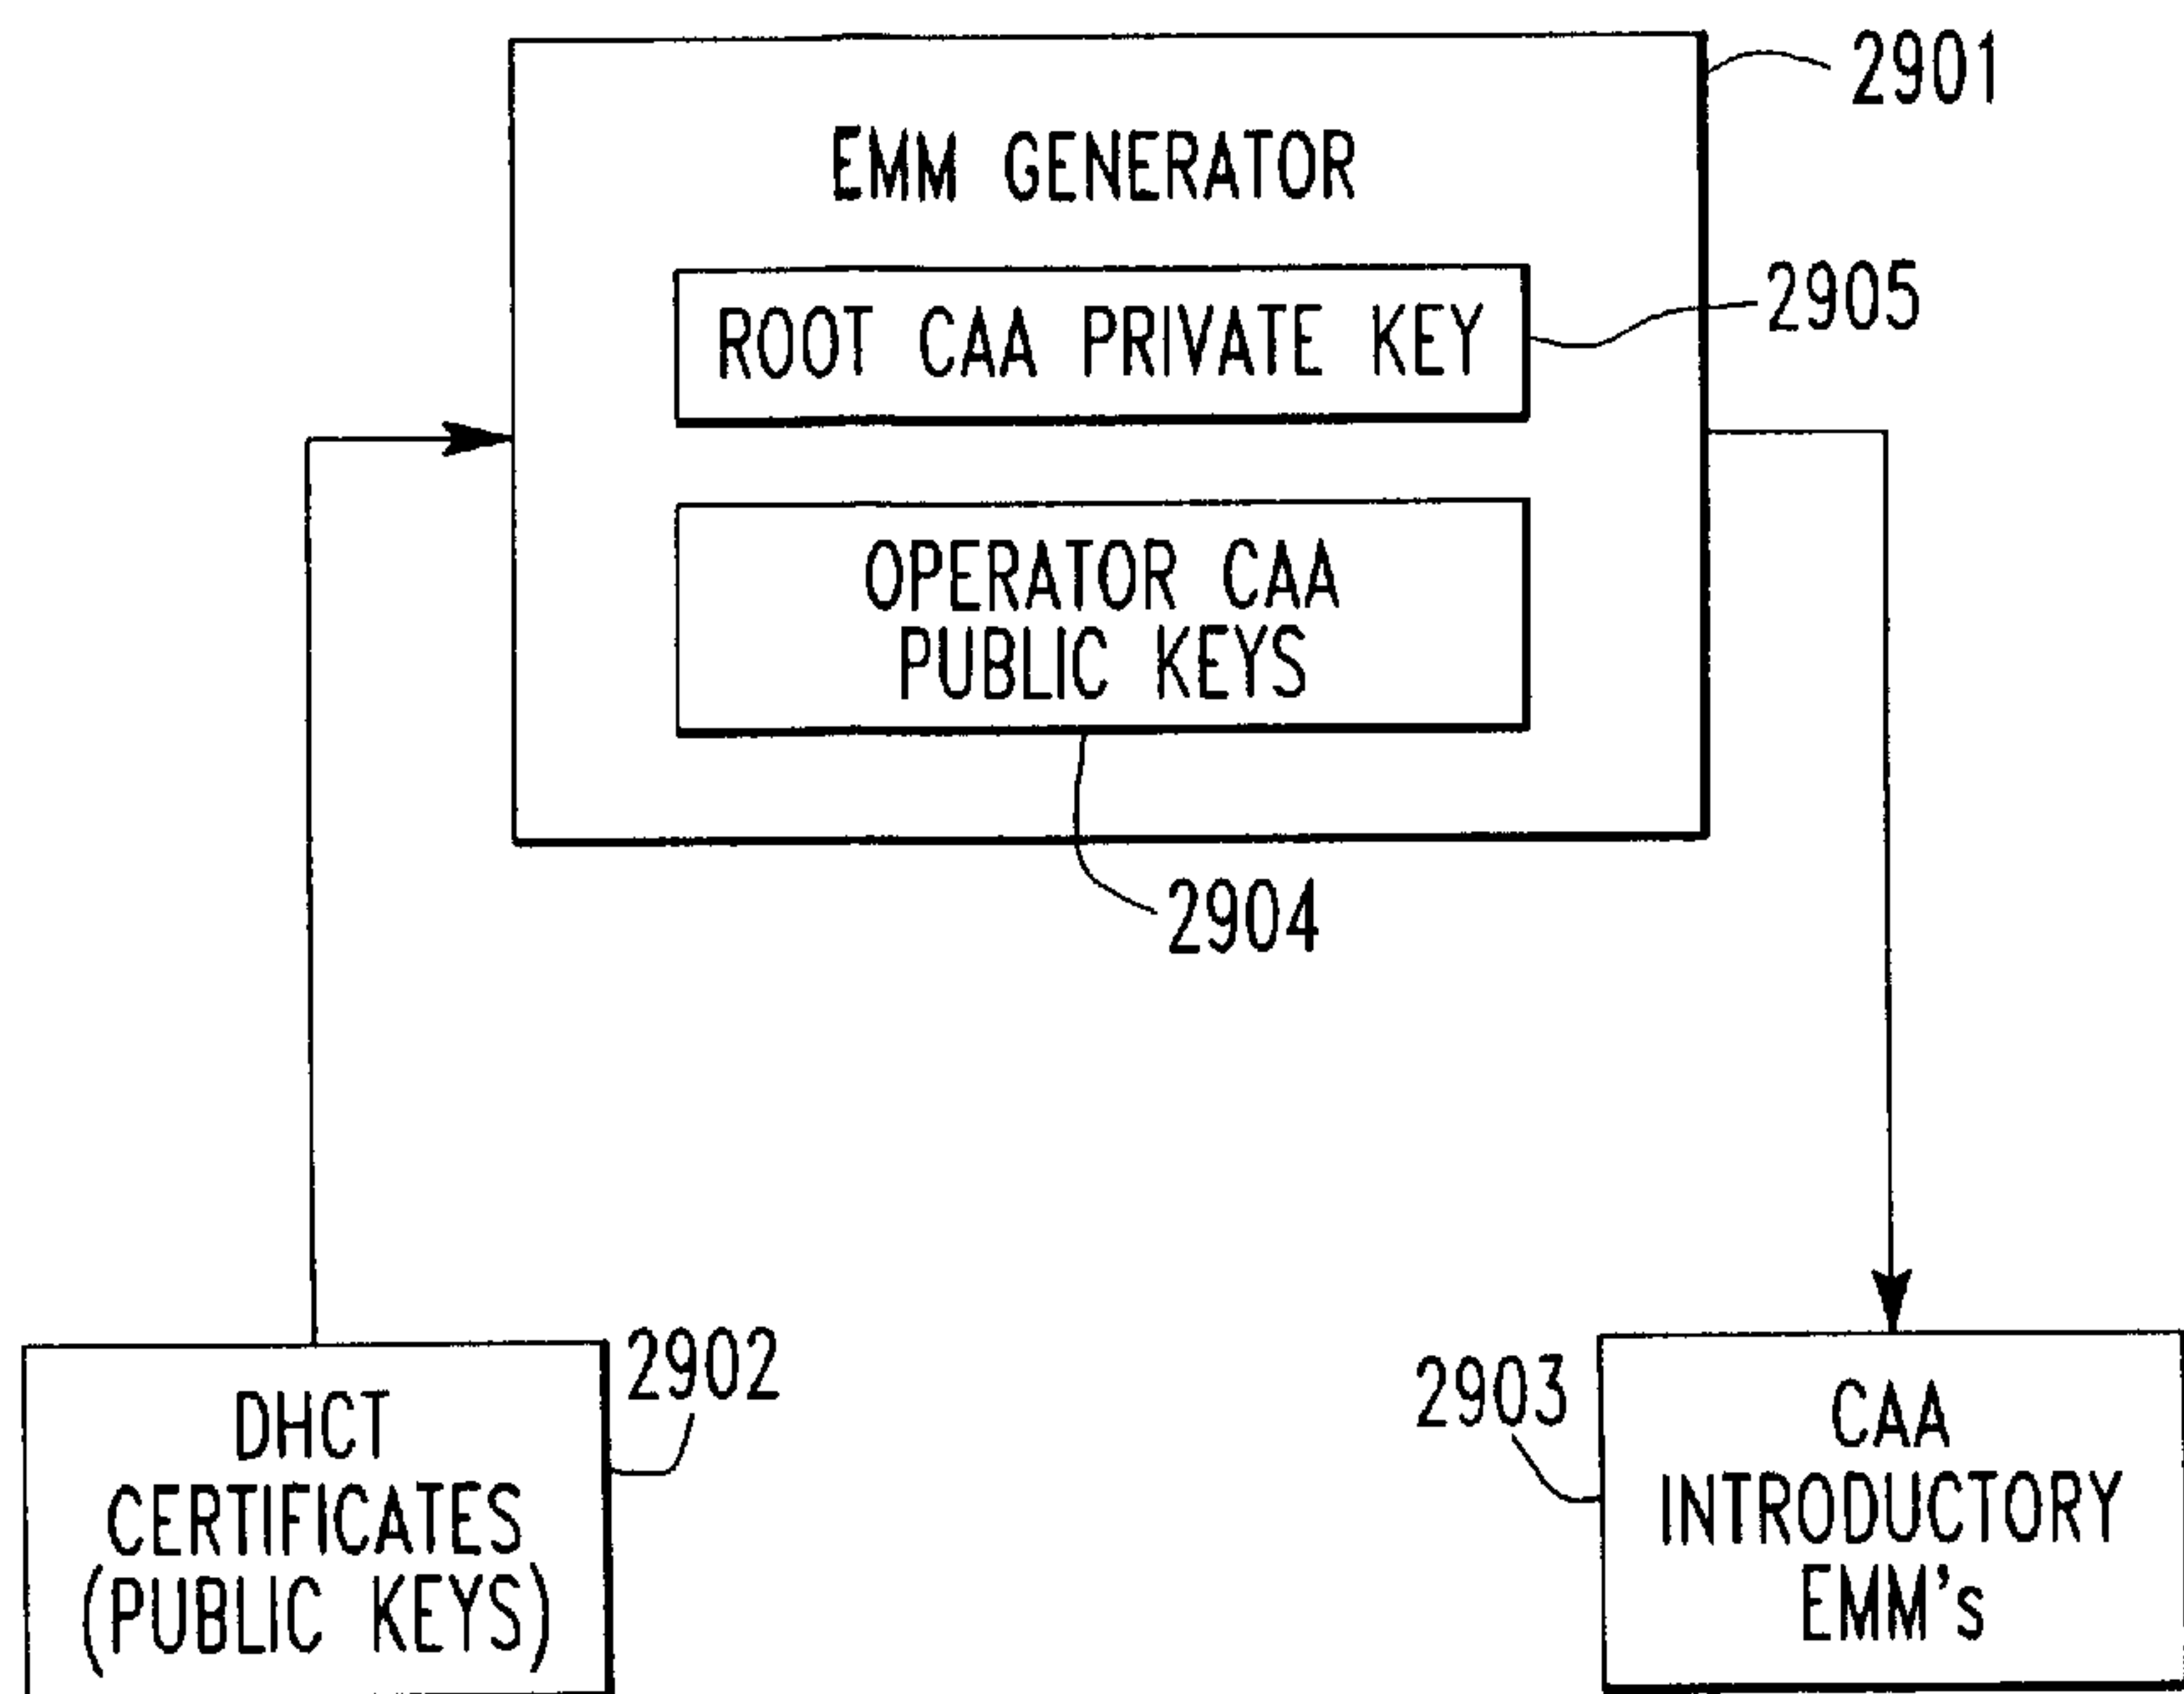 2901
EMM GENERATOR
2905
ROOT CAA PRIVATE KEY
OPERATOR CAA
PUBLIC KEYS
2904
2902
DHCT
CERTIFICATES
(PUBLIC KEYS)
2903
CAA
INTRODUCTORY
EMM's